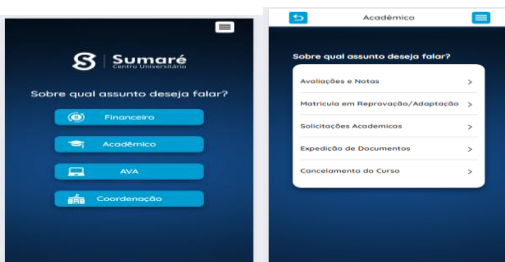 Sumaré
Centro Universitário
Sobre qual assunto deseja falar?
Financeiro
Acadêmico
AVA
Coordenação
Acadêmico
Sobre qual assunto deseja falar?
Avaliações e Notas
Matricula em Reprovação/Adaptação
Solicitações Academicas
Expedição de Documentos
Cancelamento do Curso